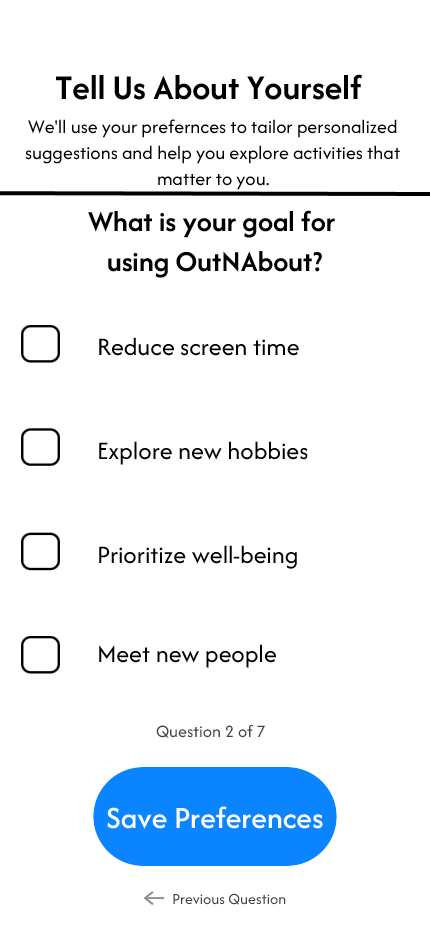 Tell Us About Yourself
We'll use your prefernces to tailor personalized
suggestions and help you explore activities that
matter to you.
What is your goal for
using OutNAbout?
Reduce screen time
Explore new hobbies
Prioritize well-being
Meet new people
Question 2 of 7
Save Preferences
Previous Question